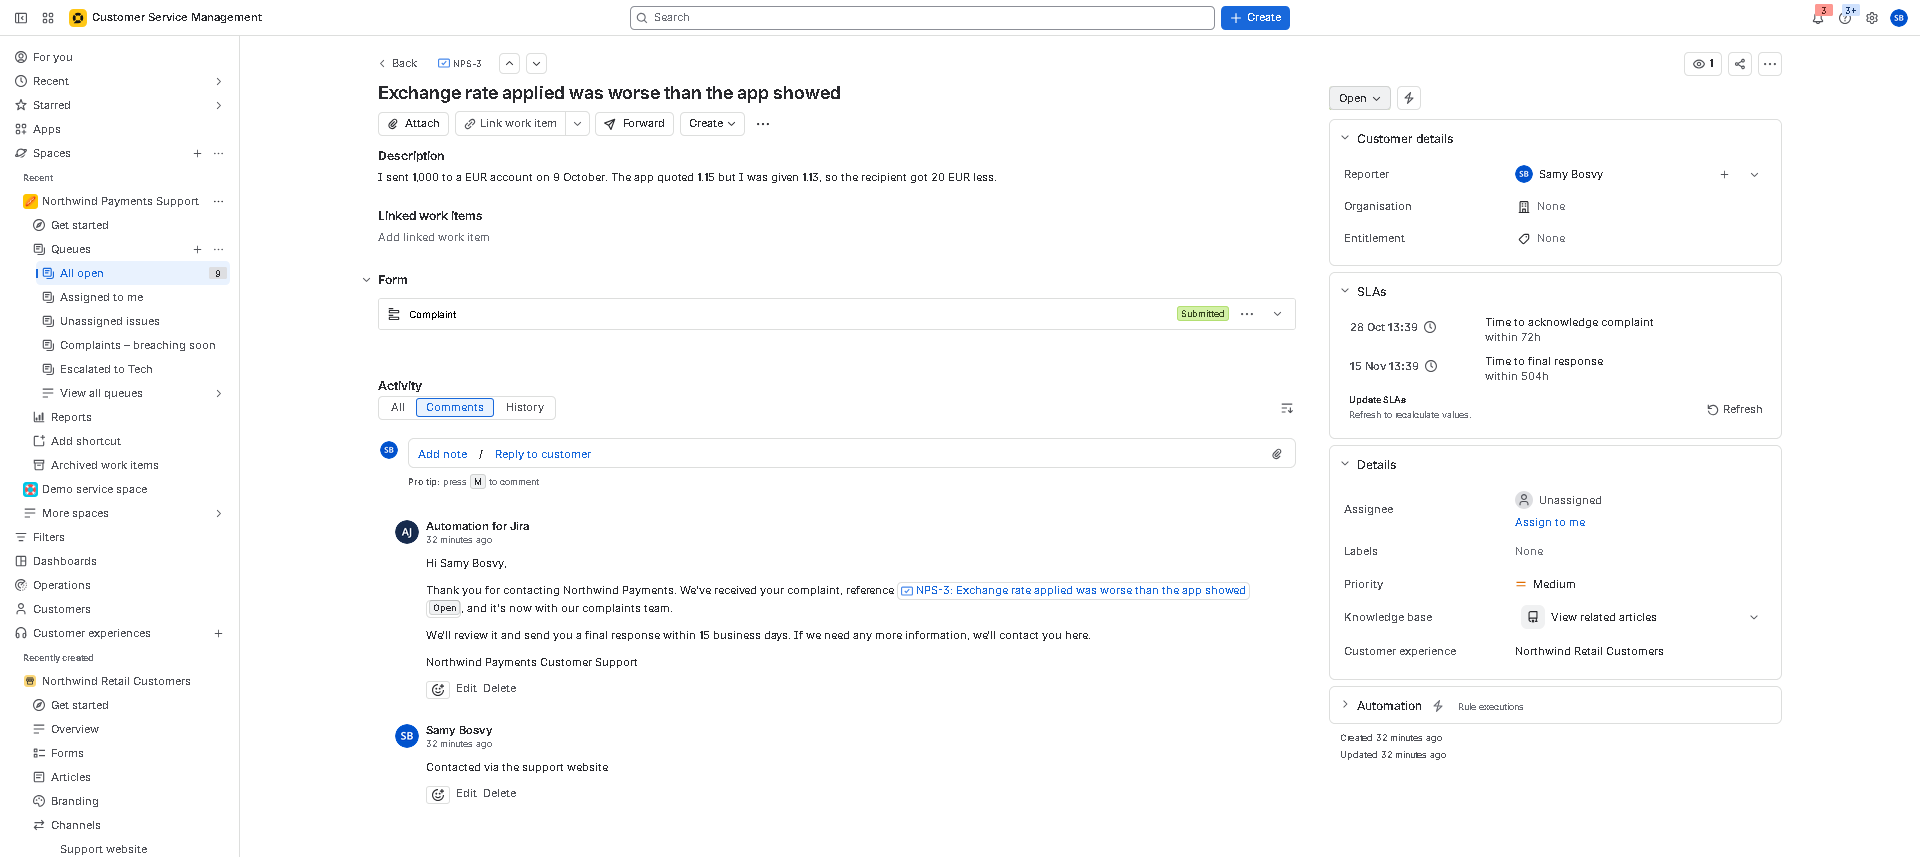 Customer Service Management
Search
Create
3
3+
SB
For you
Recent
Starred
Apps
Spaces
Recent
Northwind Payments Support
Get started
Queues
All open
9
Assigned to me
Unassigned issues
Complaints – breaching soon
Escalated to Tech
View all queues
Reports
Add shortcut
Archived work items
Demo service space
More spaces
Filters
Dashboards
Operations
Customers
Customer experiences
Recently created
Northwind Retail Customers
Get started
Overview
Forms
Articles
Branding
Channels
Support website
Back
NPS-3
1
Exchange rate applied was worse than the app showed
Attach
Link work item
Forward
Create
Description
I sent 1,000 to a EUR account on 9 October. The app quoted 1.15 but I was given 1.13, so the recipient got 20 EUR less.
Linked work items
Add linked work item
Form
Complaint
Submitted
Activity
All
Comments
History
SB
Add note / Reply to customer
Pro tip: press M to comment
AJ
Automation for Jira
32 minutes ago
Hi Samy Bosvy,
Thank you for contacting Northwind Payments. We've received your complaint, reference NPS-3: Exchange rate applied was worse than the app showed
Open , and it's now with our complaints team.
We'll review it and send you a final response within 15 business days. If we need any more information, we'll contact you here.
Northwind Payments Customer Support
Edit Delete
SB
Samy Bosvy
32 minutes ago
Contacted via the support website
Edit Delete
Open
Customer details
Reporter
SB
Samy Bosvy
Organisation
None
Entitlement
None
SLAs
28 Oct 13:39
Time to acknowledge complaint
within 72h
15 Nov 13:39
Time to final response
within 504h
Update SLAs
Refresh to recalculate values.
Refresh
Details
Assignee
Unassigned
Assign to me
Labels
None
Priority
Medium
Knowledge base
View related articles
Customer experience
Northwind Retail Customers
Automation
Rule executions
Created 32 minutes ago
Updated 32 minutes ago